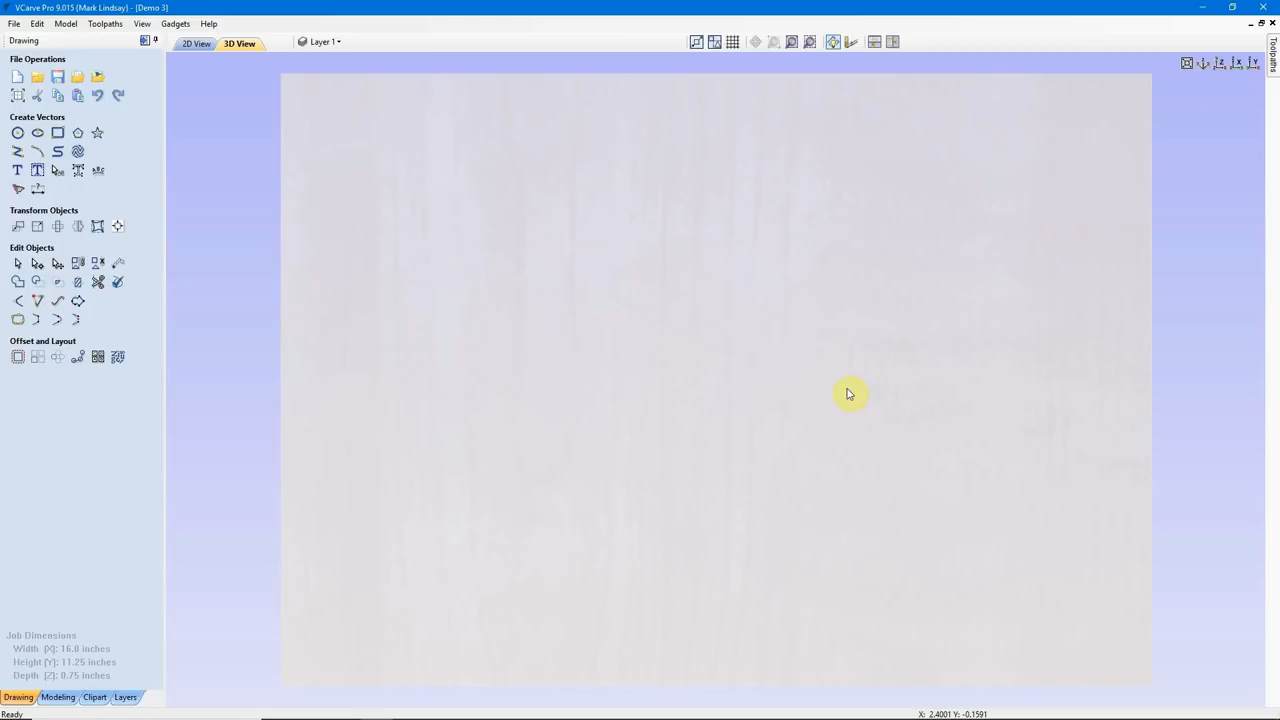 VCarve Pro 9.015 (Mark Lindsay) - [Demo 3]
File Edit Model Toolpaths View Gadgets Help
Drawing
2D View 3D View Layer 1
Toolpaths
File Operations
Create Vectors
Transform Objects
Edit Objects
Offset and Layout
Job Dimensions
Width (X): 16.0 inches
Height (Y): 11.25 inches
Depth (Z): 0.75 inches
Drawing Modeling Clipart Layers
Ready X: 2.4001 Y: -0.1591